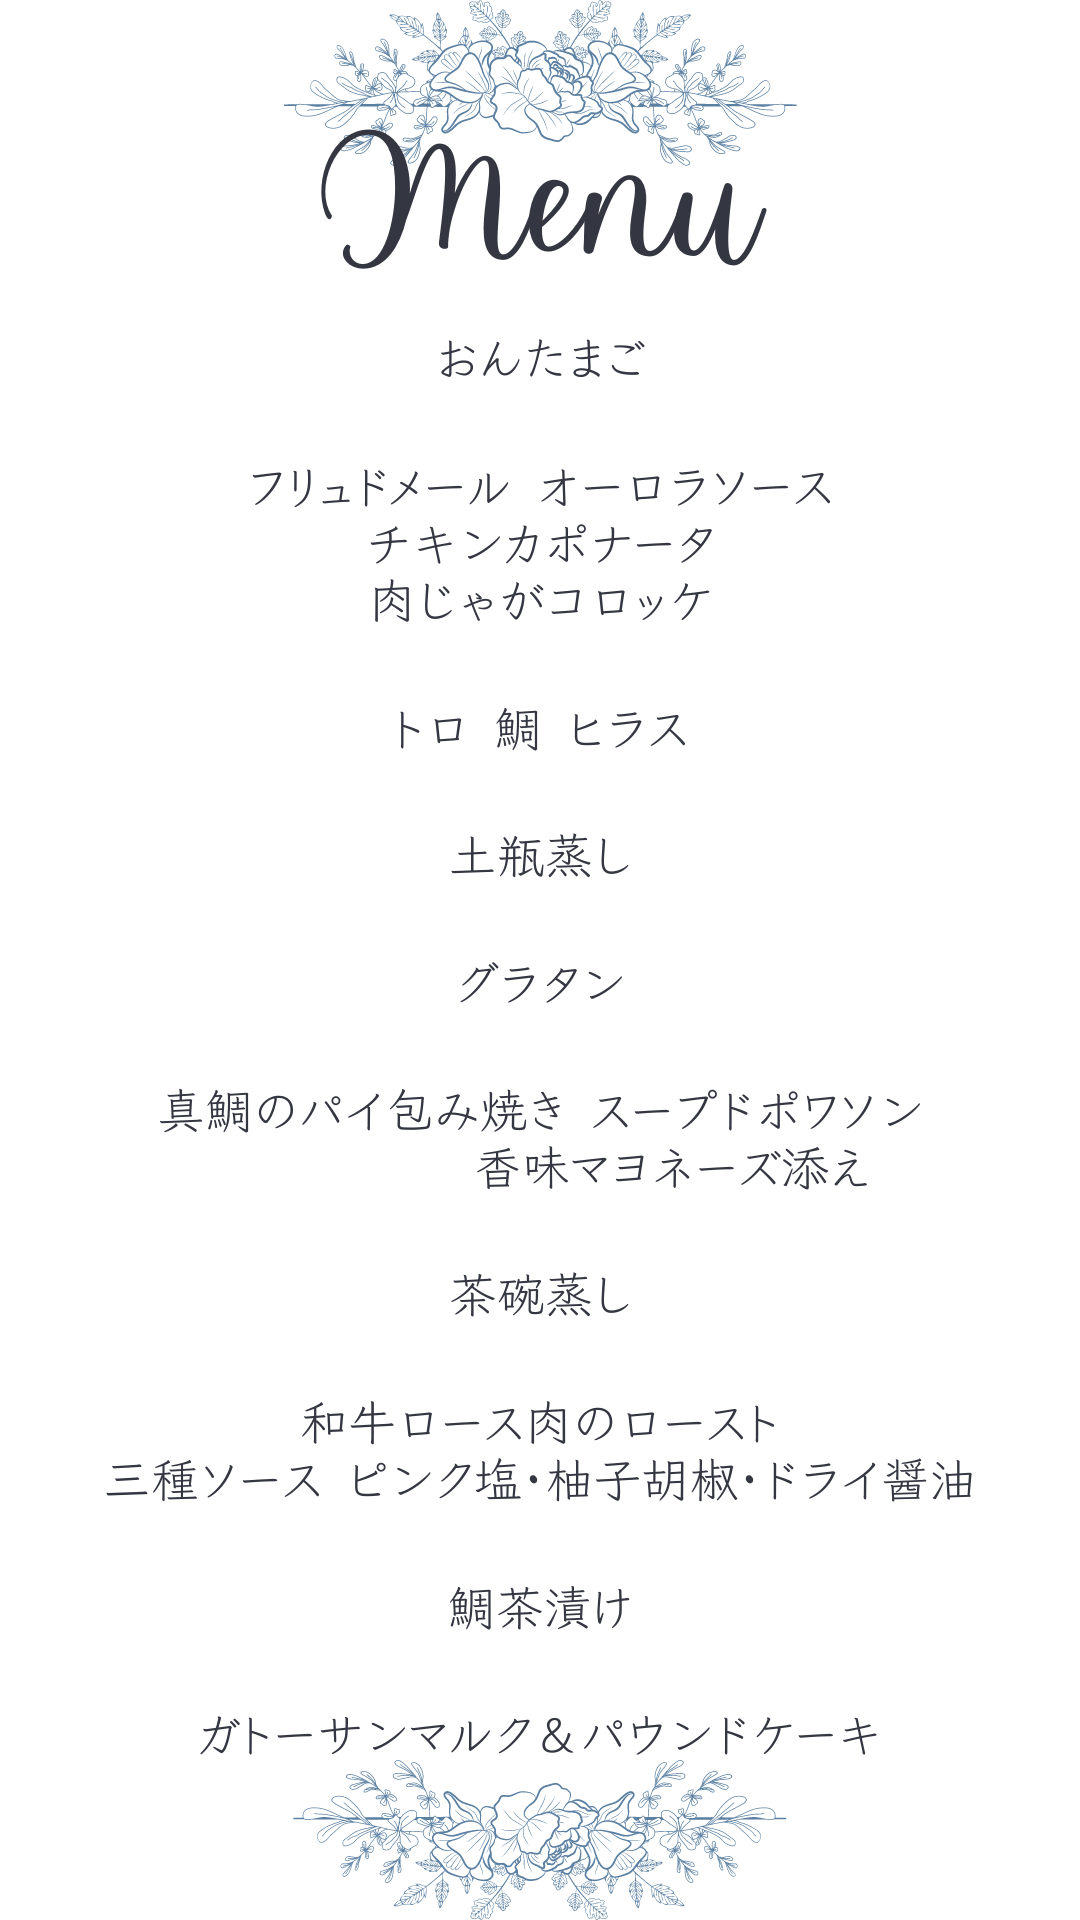 Menu
おんたまご
フリュドメール オーロラソース
チキンカポナータ
肉じゃがコロッケ
トロ 鯛 ヒラス
土瓶蒸し
グラタン
真鯛のパイ包み焼き スープドポワソン
香味マヨネーズ添え
茶碗蒸し
和牛ロース肉のロースト
三種ソース ピンク塩・柚子胡椒・ドライ醤油
鯛茶漬け
ガトーサンマルク＆パウンドケーキ